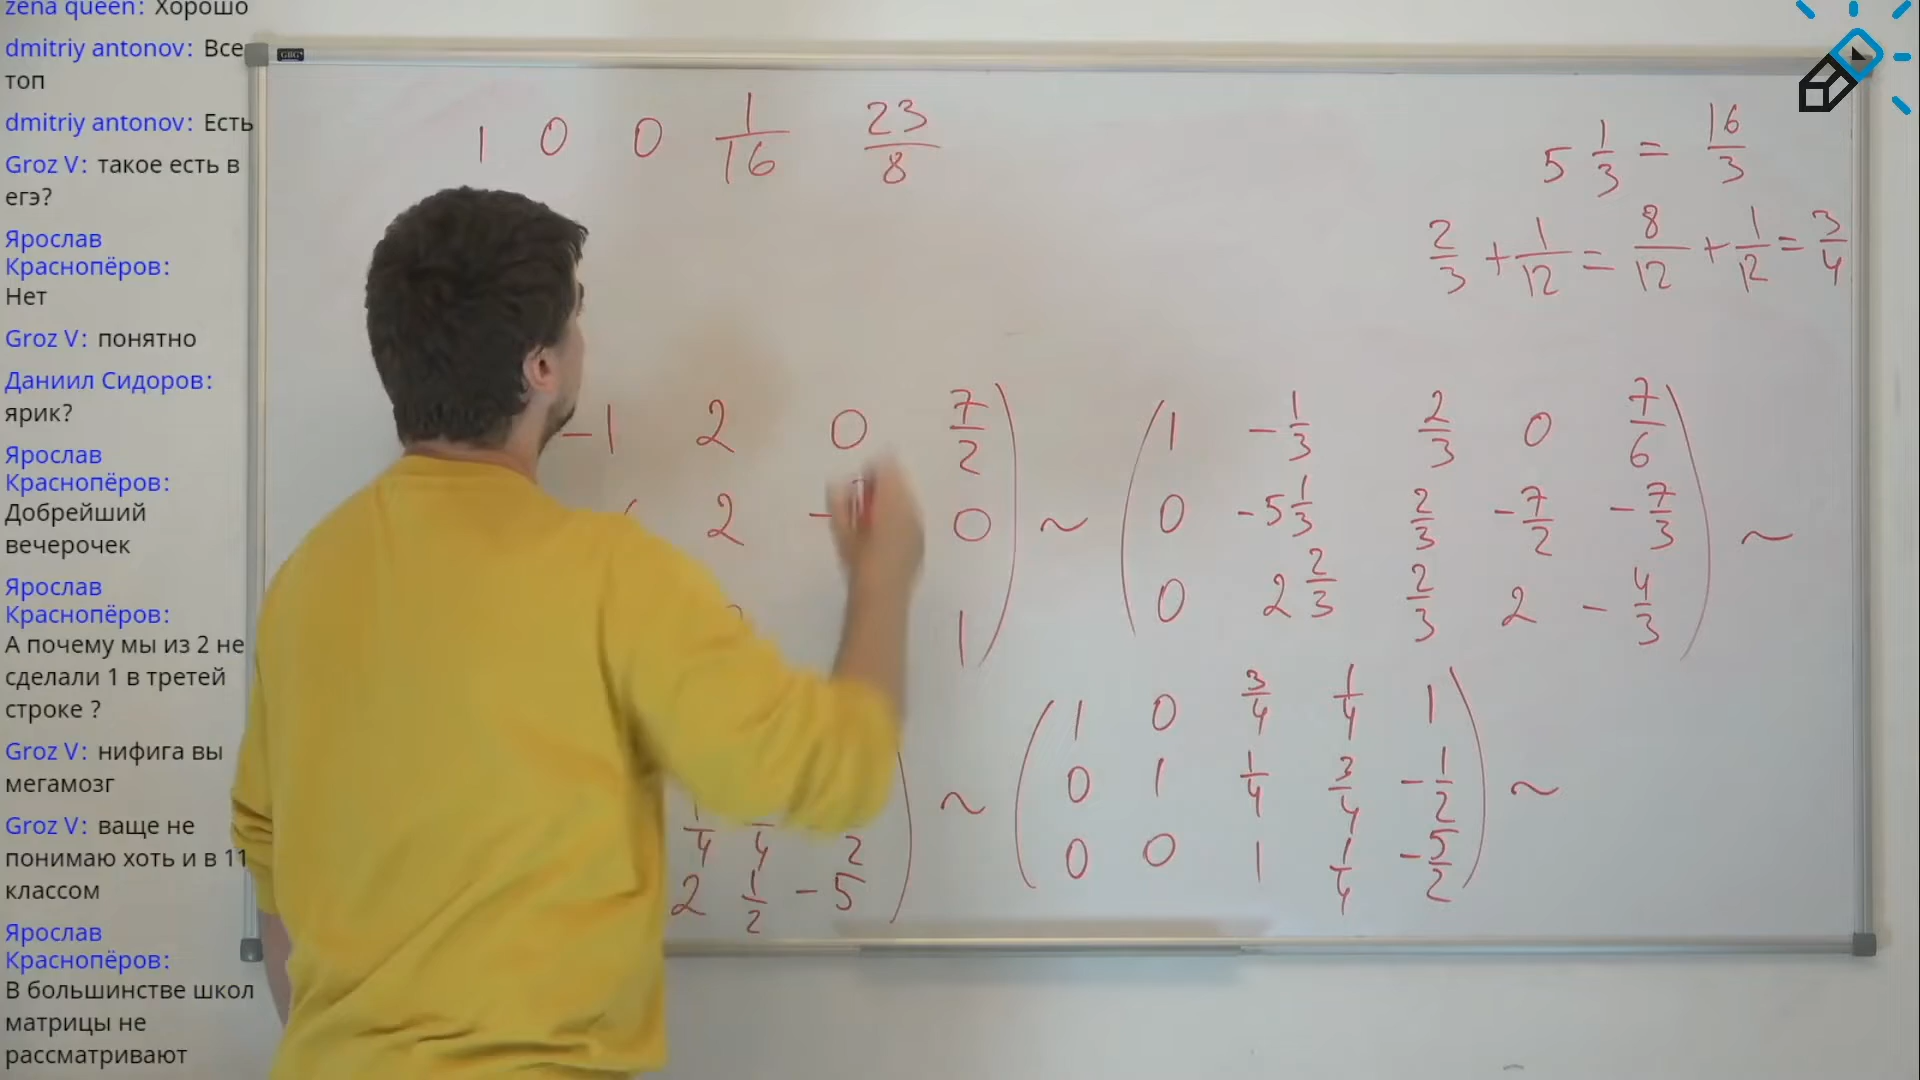 zena queen: Хорошо
dmitriy antonov: Все
топ
dmitriy antonov: Есть
Groz V: такое есть в
егэ?
Ярослав
Краснопёров:
Нет
Groz V: понятно
Даниил Сидоров:
ярик?
Ярослав
Краснопёров:
Добрейший
вечерочек
Ярослав
Краснопёров:
А почему мы из 2 не
сделали 1 в третей
строке ?
Groz V: нифига вы
мегамозг
Groz V: ваще не
понимаю хоть и в 11
классом
Ярослав
Краснопёров:
В большинстве школ
матрицы не
рассматривают
1 0 0 1/16 23/8
5 1/3 = 16/3
2/3 + 1/12 = 8/12 + 1/12 = 3/4
-1 2 0 7/2
2 - 0
1
~
1 -1/3 2/3 0 7/6
0 -5 1/3 2/3 -7/2 -7/3
0 2 2/3 2/3 2 -4/3
~
2 1/2 -5
~
1 0 3/4 1/4 1
0 1 1/4 3/4 -1/2
0 0 1 1/4 -5/2
~